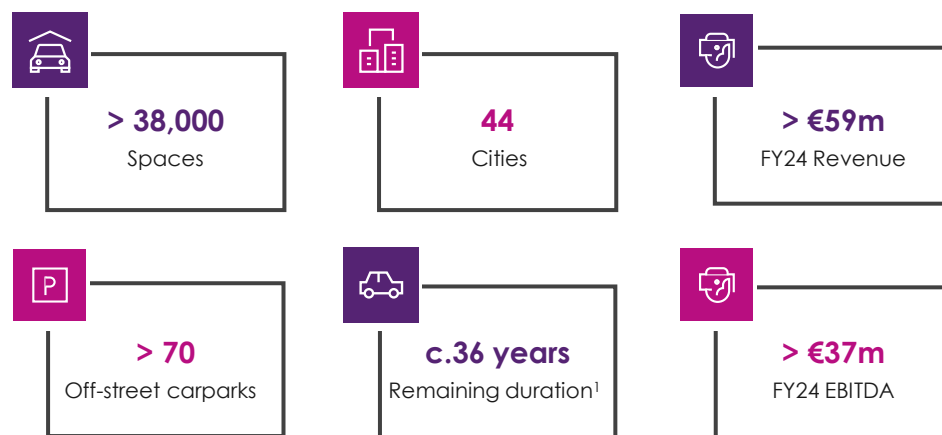 > 38,000
Spaces
44
Cities
> €59m
FY24 Revenue
P
> 70
Off-street carparks
c.36 years
Remaining duration¹
> €37m
FY24 EBITDA